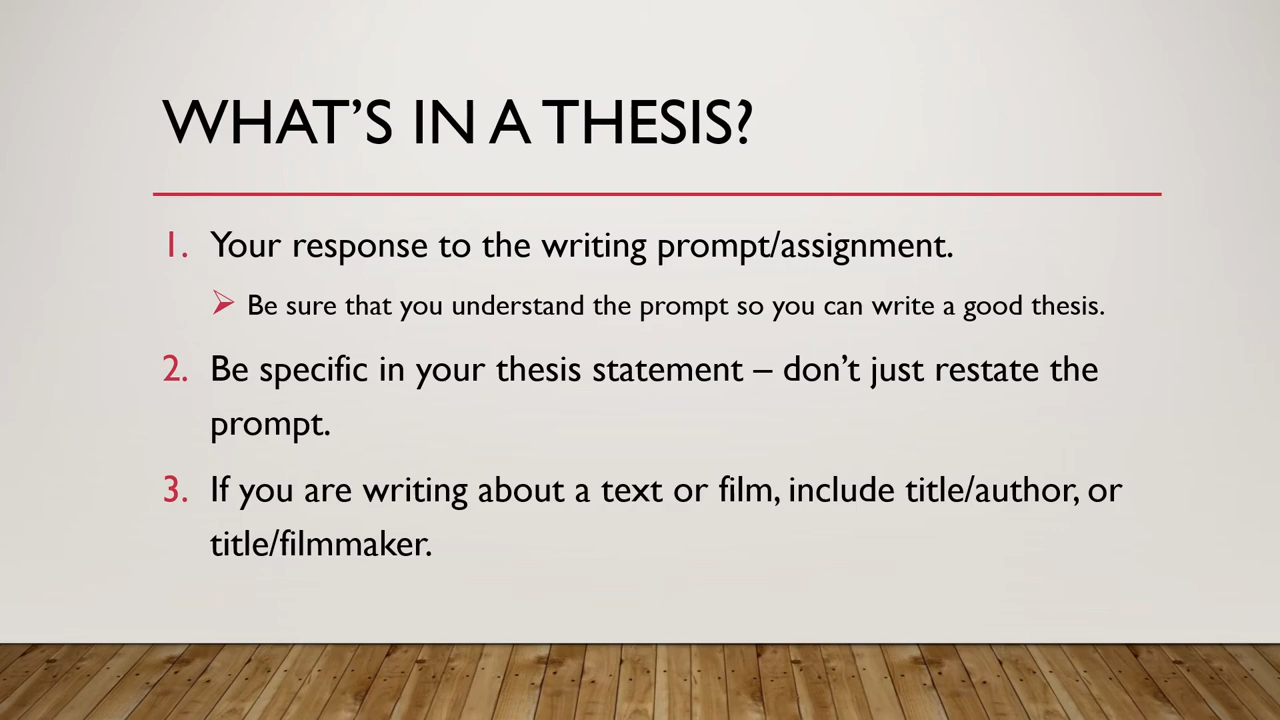 WHAT'S IN A THESIS?
1. Your response to the writing prompt/assignment.
Be sure that you understand the prompt so you can write a good thesis.
2. Be specific in your thesis statement – don't just restate the
prompt.
3. If you are writing about a text or film, include title/author, or
title/filmmaker.